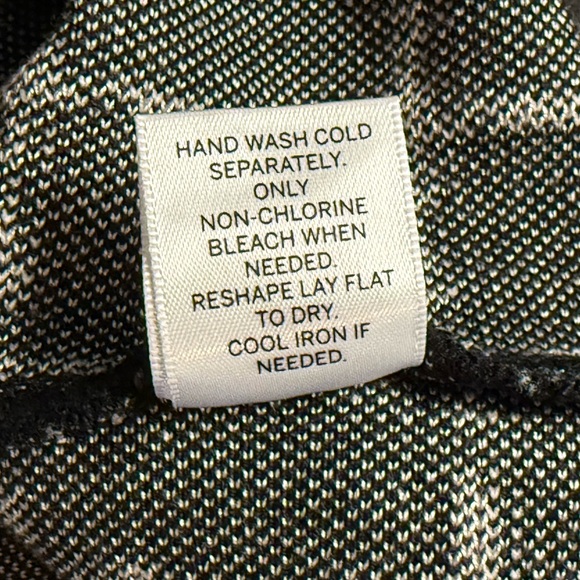 HAND WASH COLD
SEPARATELY.
ONLY
NON-CHLORINE
BLEACH WHEN
NEEDED.
RESHAPE LAY FLAT
TO DRY.
COOL IRON IF
NEEDED.